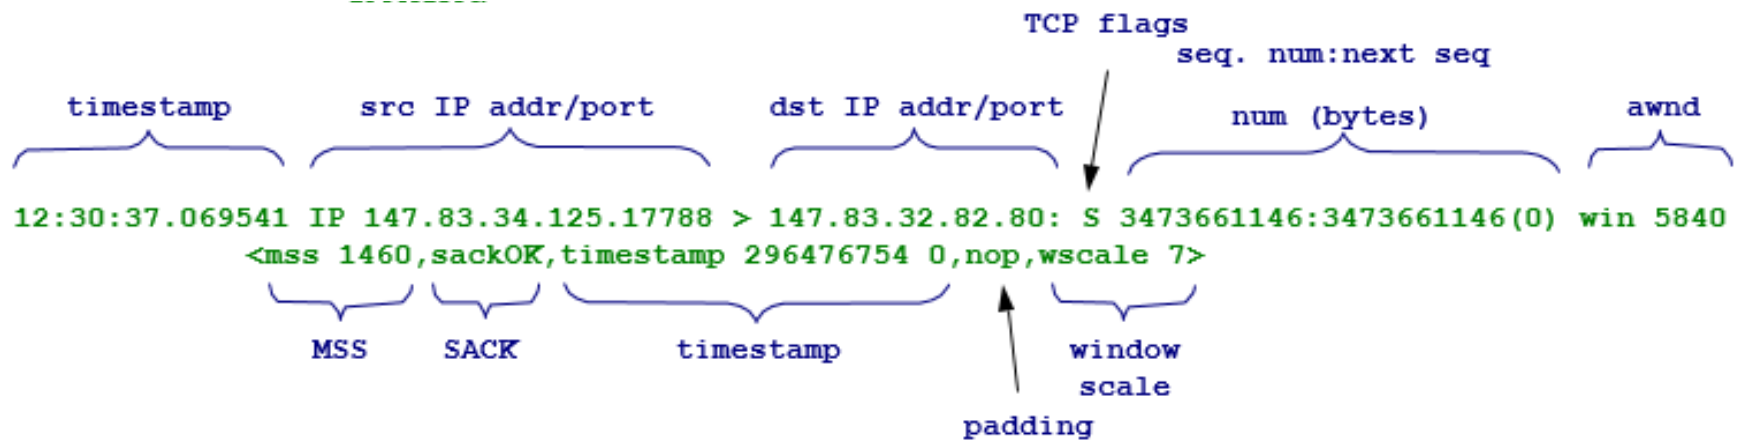 TCP flags
seq. num:next seq
timestamp
src IP addr/port
dst IP addr/port
num (bytes)
awnd
12:30:37.069541 IP 147.83.34.125.17788 > 147.83.32.82.80: S 3473661146:3473661146(0) win 5840
<mss 1460,sackOK,timestamp 296476754 0,nop,wscale 7>
MSS
SACK
timestamp
window
scale
padding